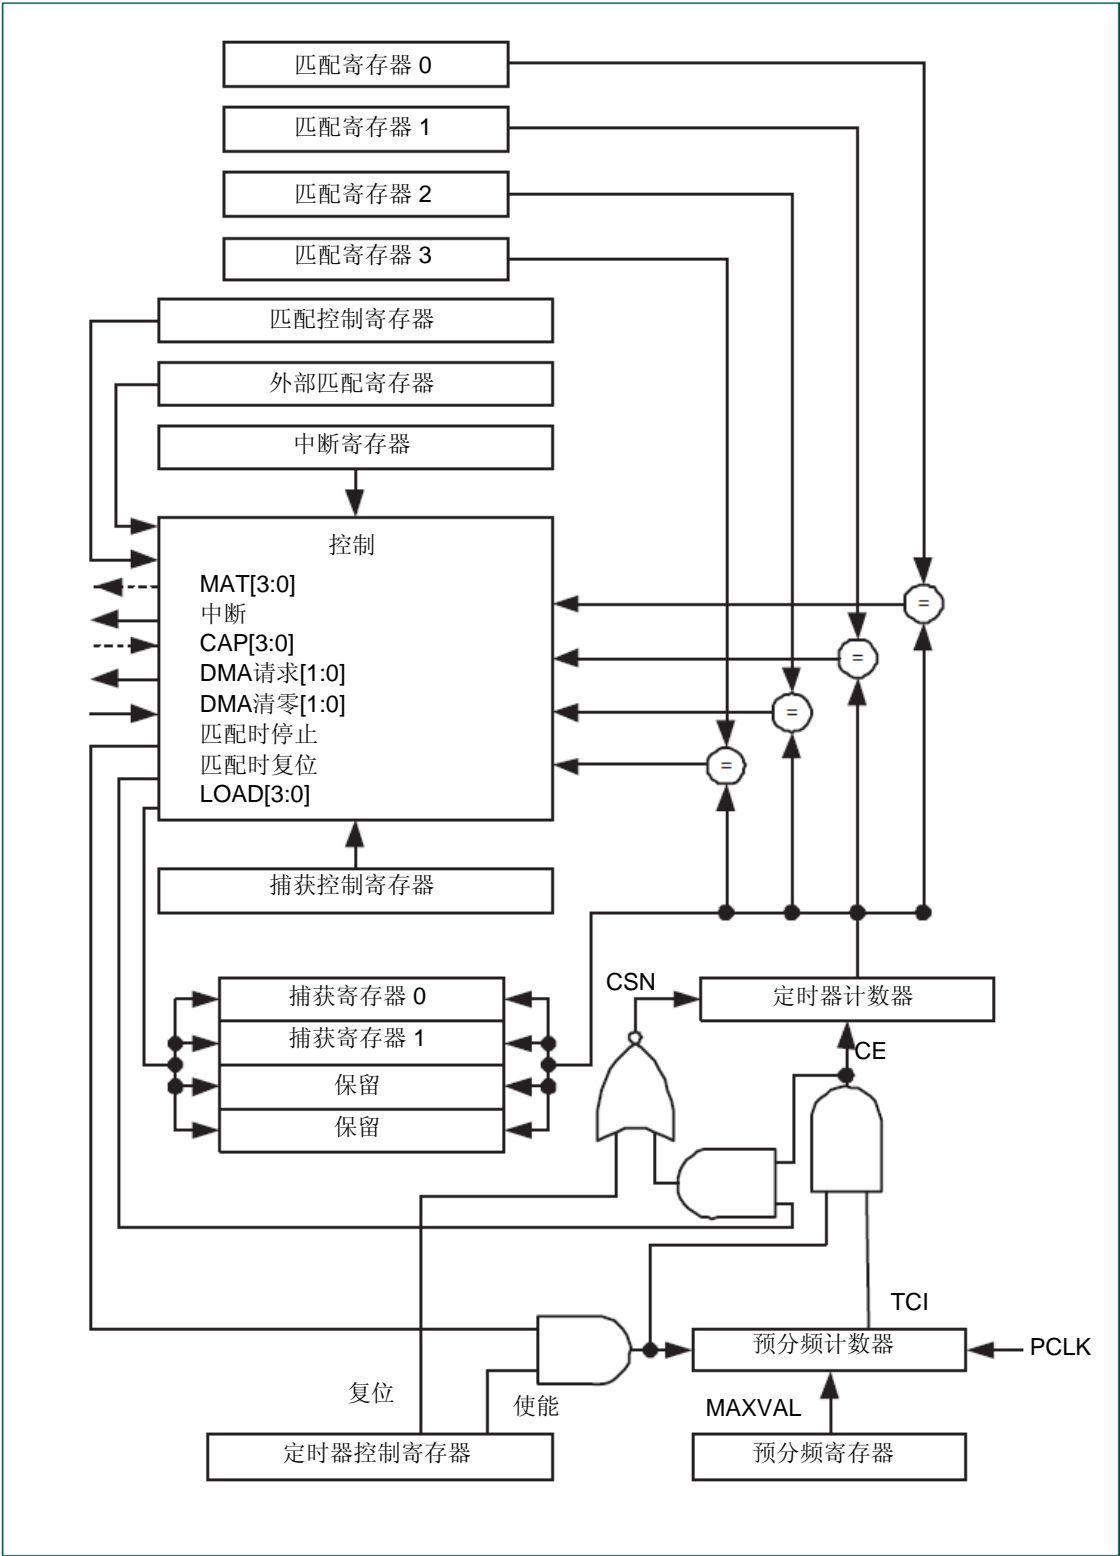 匹配寄存器 0
匹配寄存器 1
匹配寄存器 2
匹配寄存器 3
匹配控制寄存器
外部匹配寄存器
中断寄存器
控制
MAT[3:0]
中断
CAP[3:0]
DMA请求[1:0]
DMA清零[1:0]
匹配时停止
匹配时复位
LOAD[3:0]
=
=
=
=
捕获控制寄存器
捕获寄存器 0
捕获寄存器 1
保留
保留
CSN
定时器计数器
CE
TCI
预分频计数器
PCLK
复位
使能
MAXVAL
定时器控制寄存器
预分频寄存器